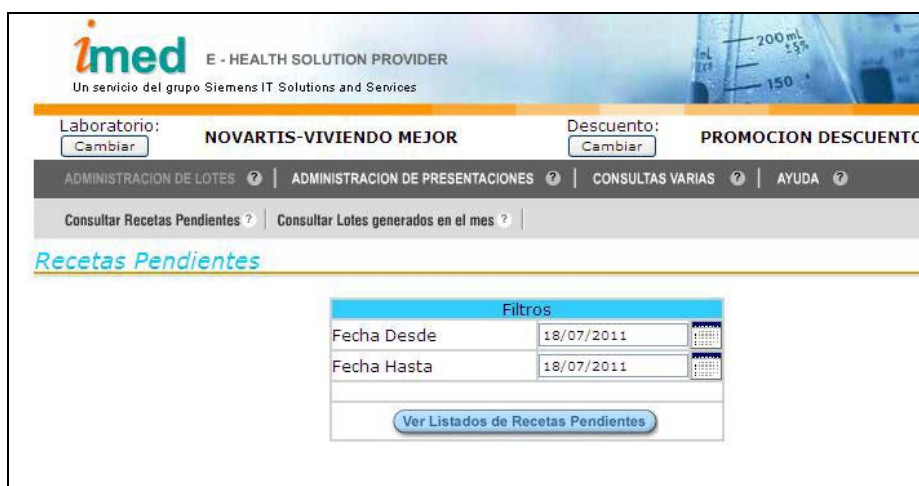 imed E - HEALTH SOLUTION PROVIDER
Un servicio del grupo Siemens IT Solutions and Services
200 mL
±5%
150
Laboratorio:
Cambiar
NOVARTIS-VIVIENDO MEJOR
Descuento:
Cambiar
PROMOCION DESCUENTO
ADMINISTRACION DE LOTES ? | ADMINISTRACION DE PRESENTACIONES ? | CONSULTAS VARIAS ? | AYUDA ?
Consultar Recetas Pendientes ? | Consultar Lotes generados en el mes ? |
Recetas Pendientes
Filtros
Fecha Desde 18/07/2011
Fecha Hasta 18/07/2011
Ver Listados de Recetas Pendientes